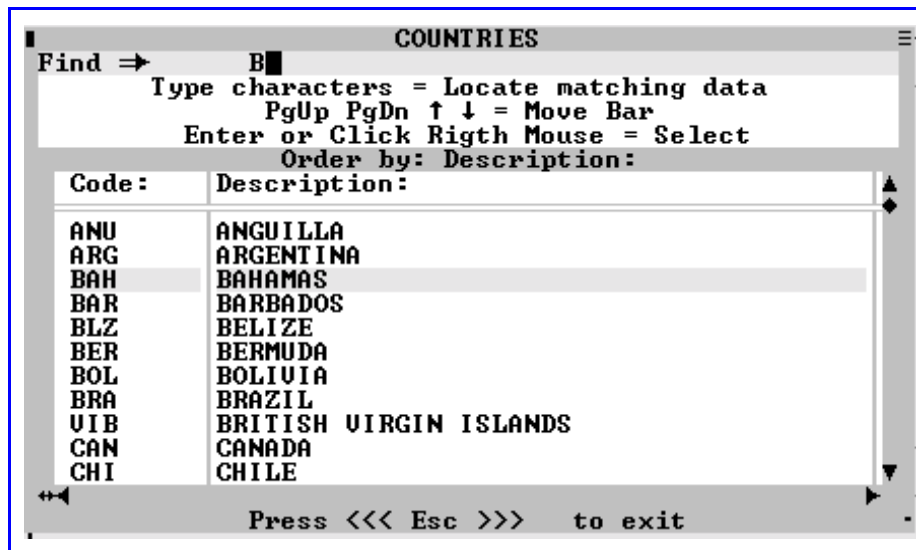 COUNTRIES
Find ⇒ B
Type characters = Locate matching data
PgUp PgDn ↑ ↓ = Move Bar
Enter or Click Rigth Mouse = Select
Order by: Description:
Code: Description:
ANU ANGUILLA
ARG ARGENTINA
BAH BAHAMAS
BAR BARBADOS
BLZ BELIZE
BER BERMUDA
BOL BOLIVIA
BRA BRAZIL
VIB BRITISH VIRGIN ISLANDS
CAN CANADA
CHI CHILE
Press <<< Esc >>> to exit